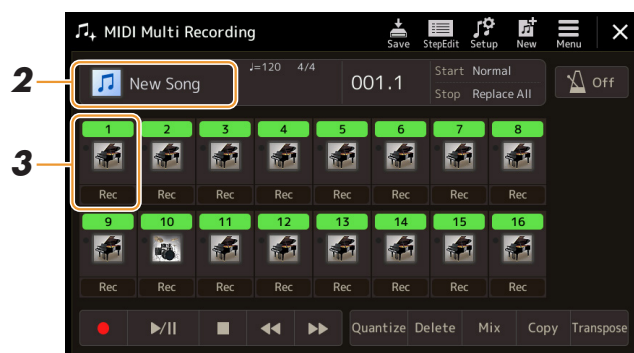 MIDI Multi Recording
Save StepEdit Setup New Menu
2
New Song
♩=120 4/4
001.1
Start Normal
Stop Replace All
Off
3
1 2 3 4 5 6 7 8
Rec Rec Rec Rec Rec Rec Rec Rec
9 10 11 12 13 14 15 16
Rec Rec Rec Rec Rec Rec Rec Rec
Quantize Delete Mix Copy Transpose